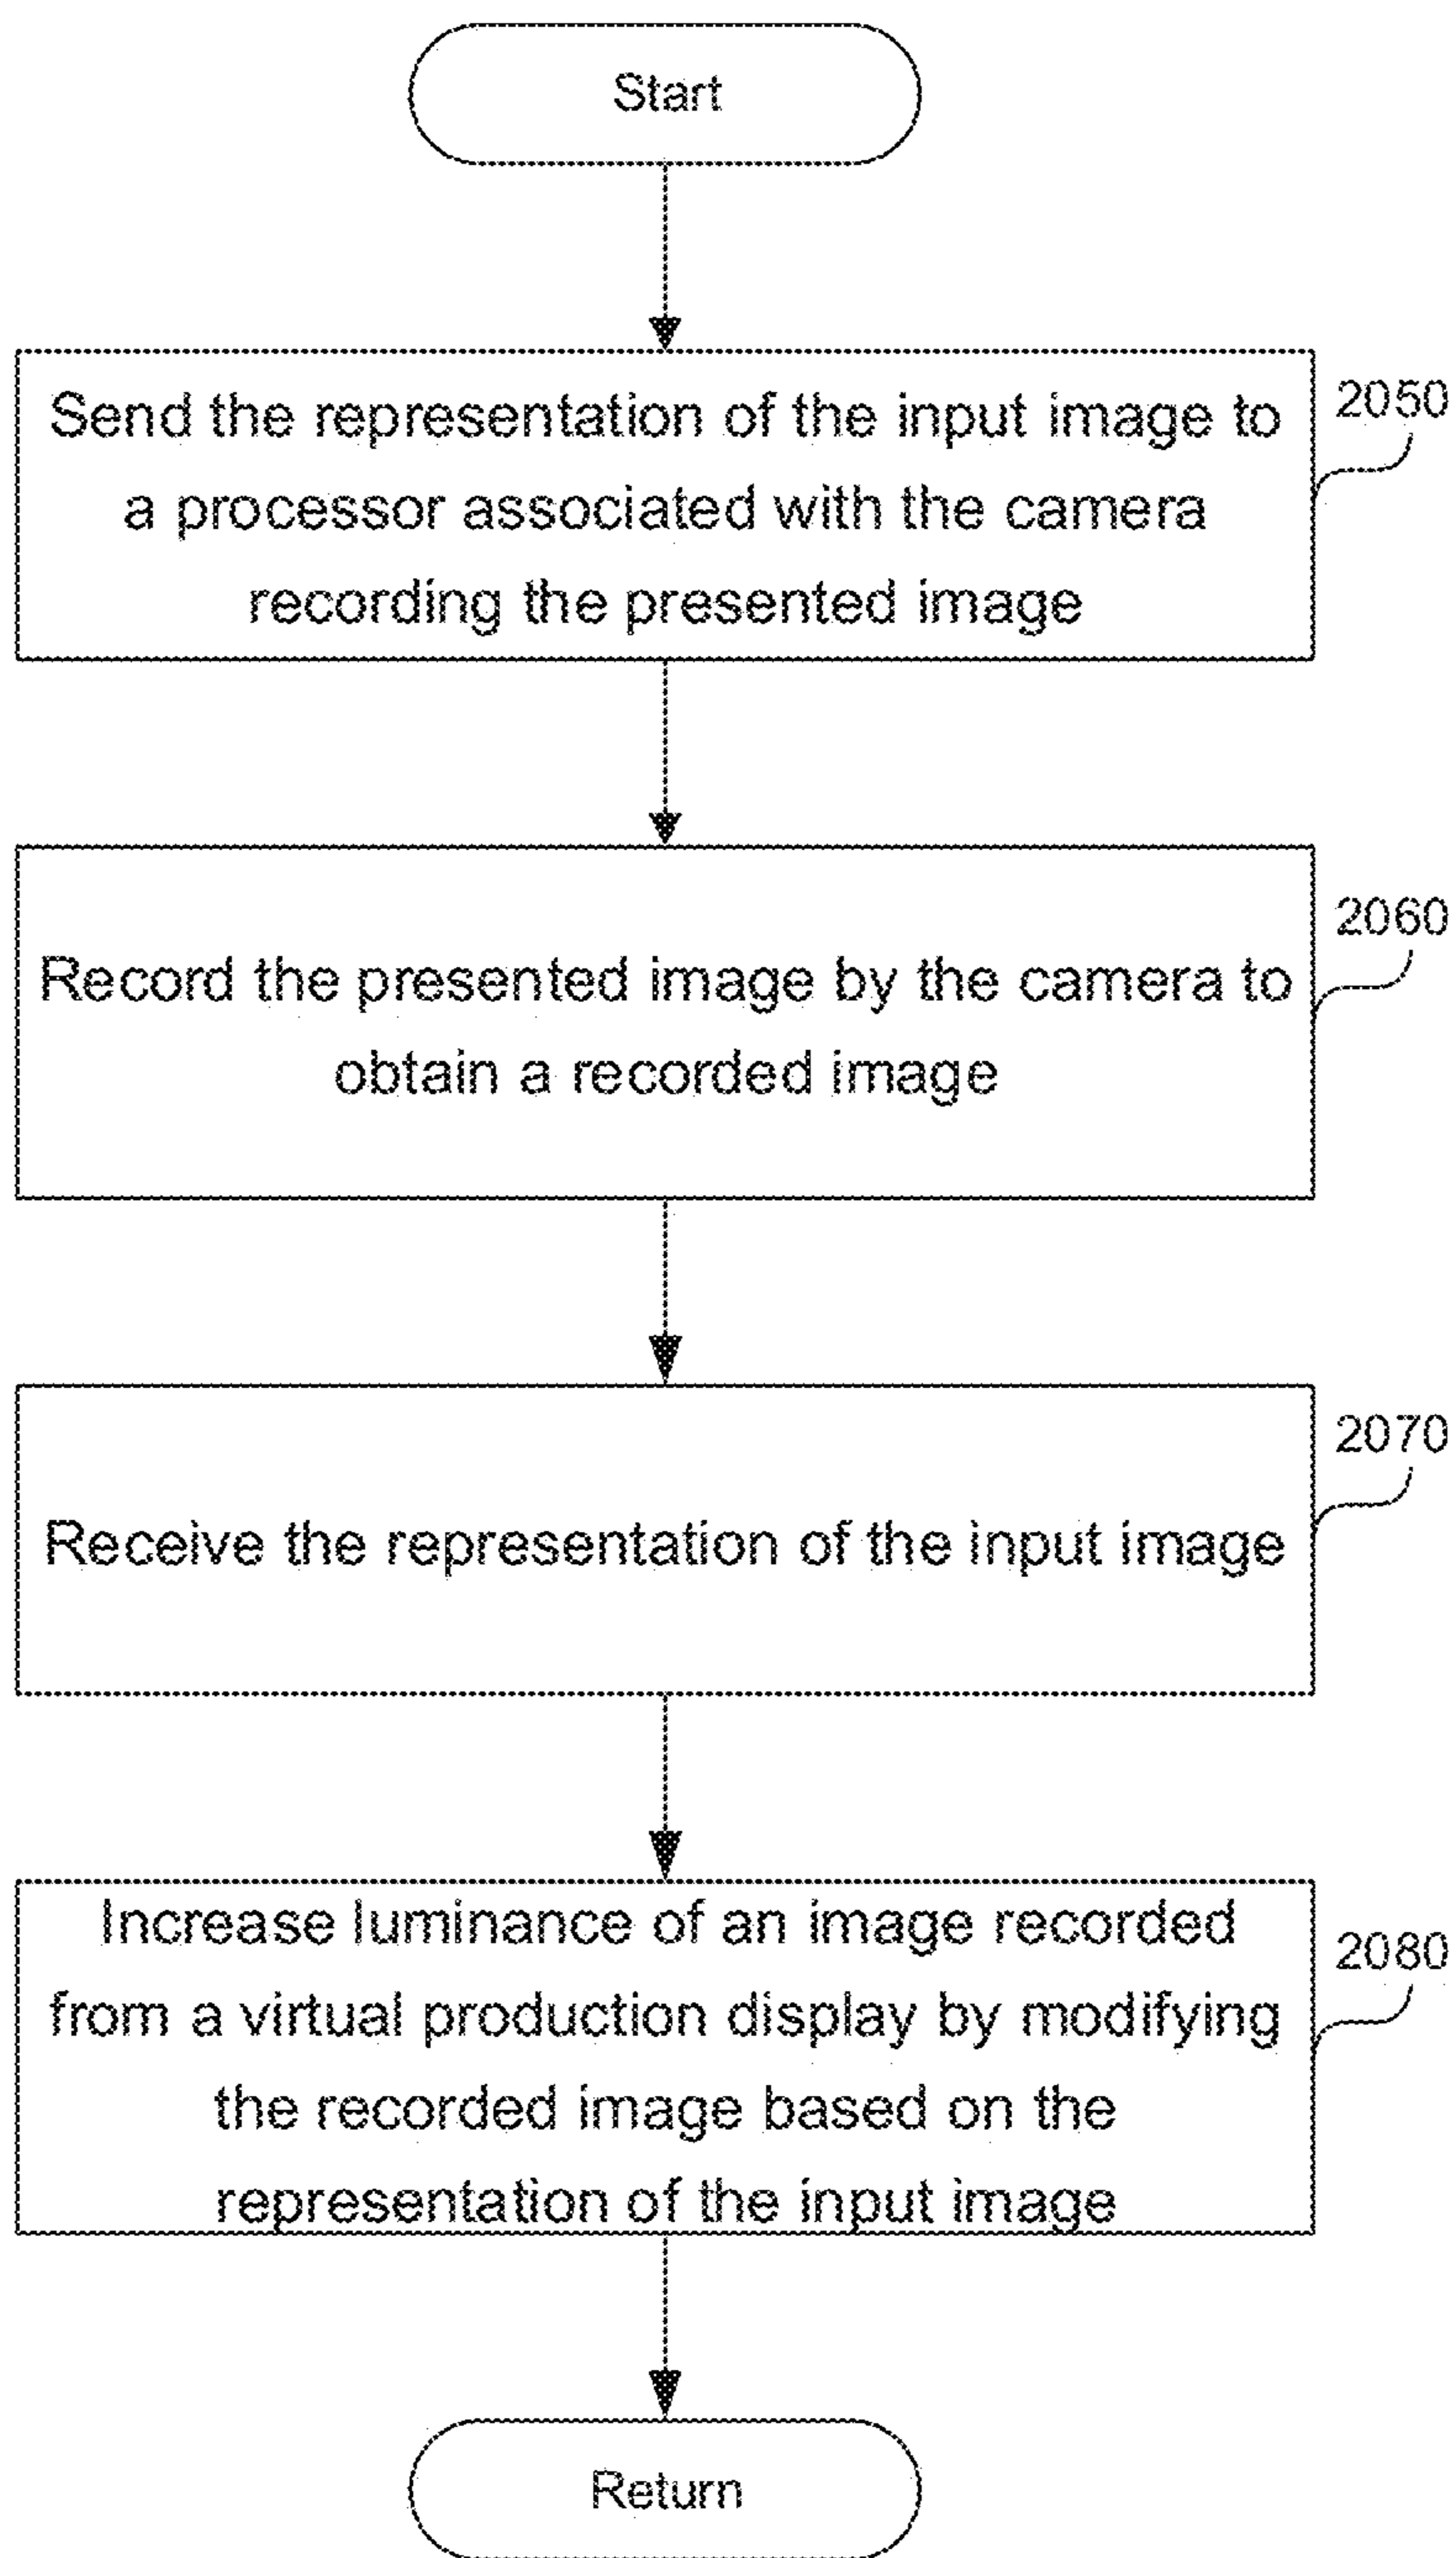 Start
Send the representation of the input image to
a processor associated with the camera
recording the presented image
2050
Record the presented image by the camera to
obtain a recorded image
2060
Receive the representation of the input image
2070
Increase luminance of an image recorded
from a virtual production display by modifying
the recorded image based on the
representation of the input image
2080
Return